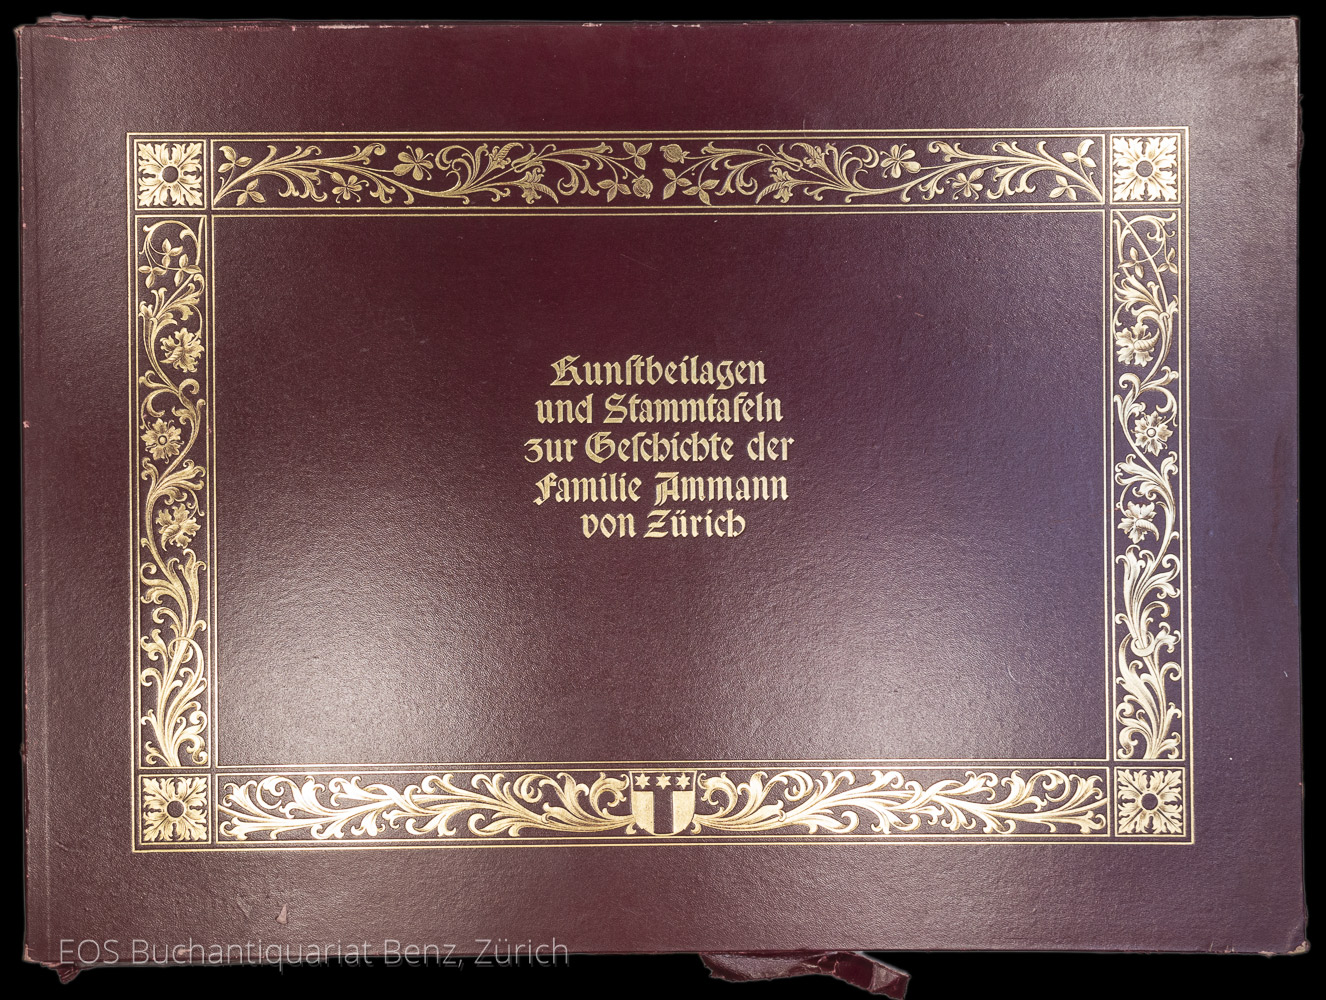 Kunstbeilagen
und Stammtafeln
zur Geschichte der
Familie Ammann
von Zürich
EOS Buchantiquariat Benz, Zürich